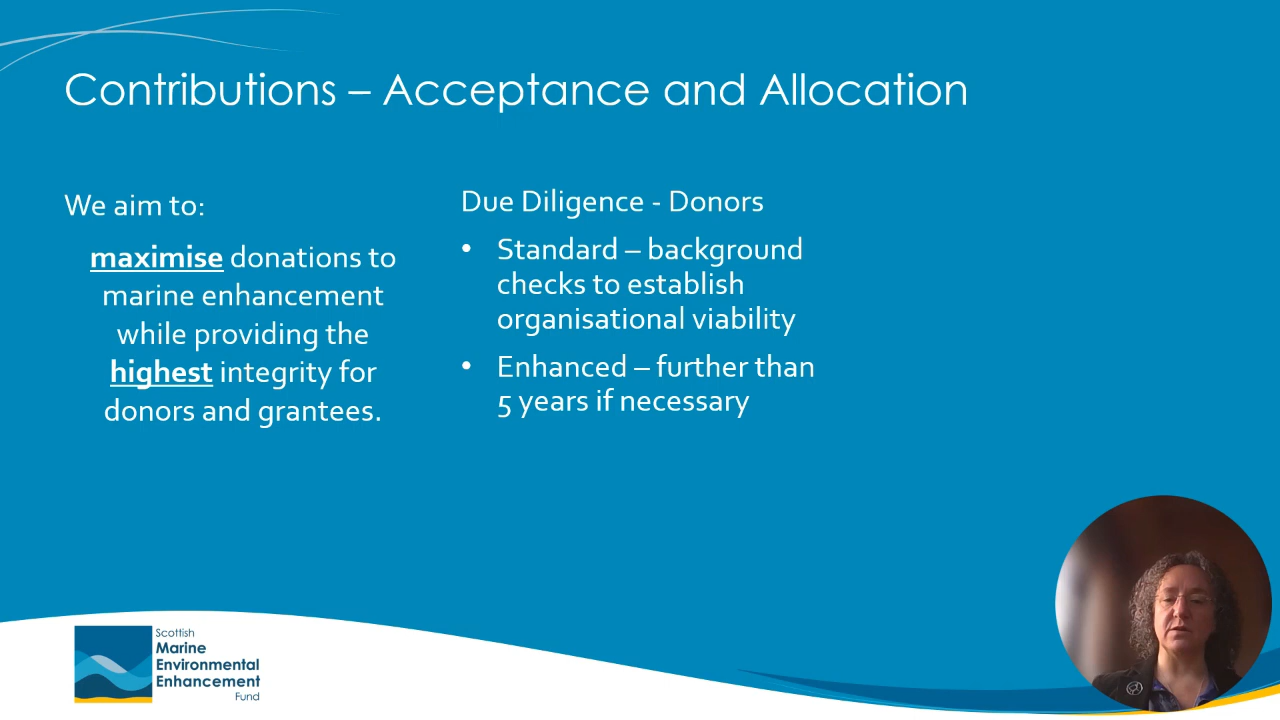 Contributions – Acceptance and Allocation
We aim to:
maximise donations to
marine enhancement
while providing the
highest integrity for
donors and grantees.
Due Diligence - Donors
• Standard – background
checks to establish
organisational viability
• Enhanced – further than
5 years if necessary
Scottish
Marine
Environmental
Enhancement
Fund